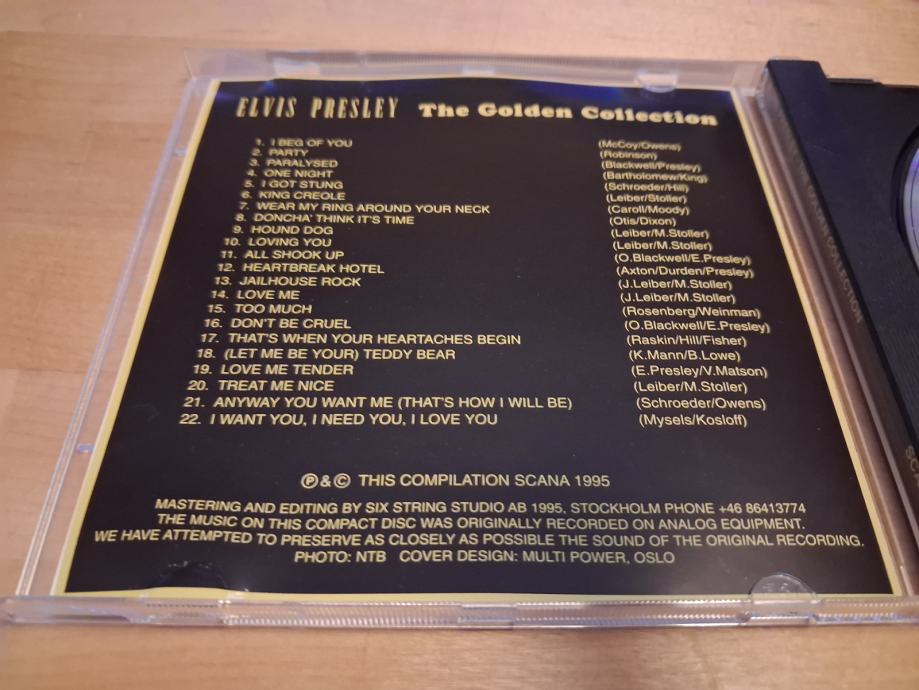 ELVIS PRESLEY The Golden Collection
1. I BEG OF YOU (McCoy/Owens)
2. PARTY (Robinson)
3. PARALYSED (Blackwell/Presley)
4. ONE NIGHT (Bartholomew/King)
5. I GOT STUNG (Schroeder/Hill)
6. KING CREOLE (Leiber/Stoller)
7. WEAR MY RING AROUND YOUR NECK (Caroll/Moody)
8. DONCHA' THINK IT'S TIME (Otis/Dixon)
9. HOUND DOG (Leiber/M.Stoller)
10. LOVING YOU (Leiber/M.Stoller)
11. ALL SHOOK UP (O.Blackwell/E.Presley)
12. HEARTBREAK HOTEL (Axton/Durden/Presley)
13. JAILHOUSE ROCK (J.Leiber/M.Stoller)
14. LOVE ME (J.Leiber/M.Stoller)
15. TOO MUCH (Rosenberg/Weinman)
16. DON'T BE CRUEL (O.Blackwell/E.Presley)
17. THAT'S WHEN YOUR HEARTACHES BEGIN (Raskin/Hill/Fisher)
18. (LET ME BE YOUR) TEDDY BEAR (K.Mann/B.Lowe)
19. LOVE ME TENDER (E.Presley/V.Matson)
20. TREAT ME NICE (Leiber/M.Stoller)
21. ANYWAY YOU WANT ME (THAT'S HOW I WILL BE) (Schroeder/Owens)
22. I WANT YOU, I NEED YOU, I LOVE YOU (Mysels/Kosloff)
Ⓟ & © THIS COMPILATION SCANA 1995
MASTERING AND EDITING BY SIX STRING STUDIO AB 1995, STOCKHOLM PHONE +46 86413774
THE MUSIC ON THIS COMPACT DISC WAS ORIGINALLY RECORDED ON ANALOG EQUIPMENT.
WE HAVE ATTEMPTED TO PRESERVE AS CLOSELY AS POSSIBLE THE SOUND OF THE ORIGINAL RECORDING.
PHOTO: NTB COVER DESIGN: MULTI POWER, OSLO
COLLECTION